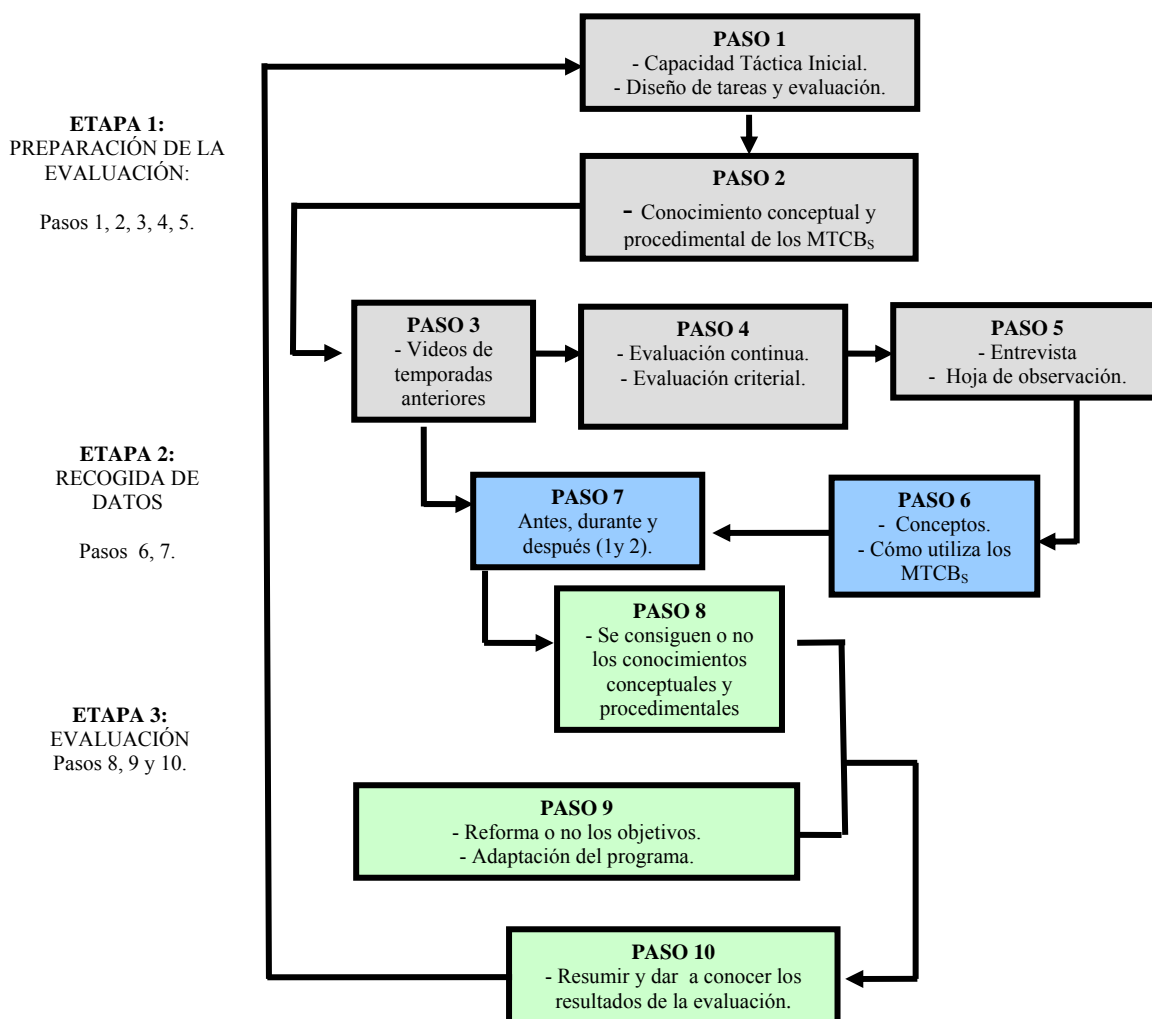 PASO 1
- Capacidad Táctica Inicial.
- Diseño de tareas y evaluación.
ETAPA 1:
PREPARACIÓN DE LA
EVALUACIÓN:
Pasos 1, 2, 3, 4, 5.
PASO 2
- Conocimiento conceptual y
procedimental de los MTCBS
PASO 3
- Videos de
temporadas
anteriores
PASO 4
- Evaluación continua.
- Evaluación criterial.
PASO 5
- Entrevista
- Hoja de observación.
ETAPA 2:
RECOGIDA DE
DATOS
Pasos 6, 7.
PASO 7
Antes, durante y
después (1y 2).
PASO 6
- Conceptos.
- Cómo utiliza los
MTCBS
PASO 8
- Se consiguen o no
los conocimientos
conceptuales y
procedimentales
ETAPA 3:
EVALUACIÓN
Pasos 8, 9 y 10.
PASO 9
- Reforma o no los objetivos.
- Adaptación del programa.
PASO 10
- Resumir y dar a conocer los
resultados de la evaluación.